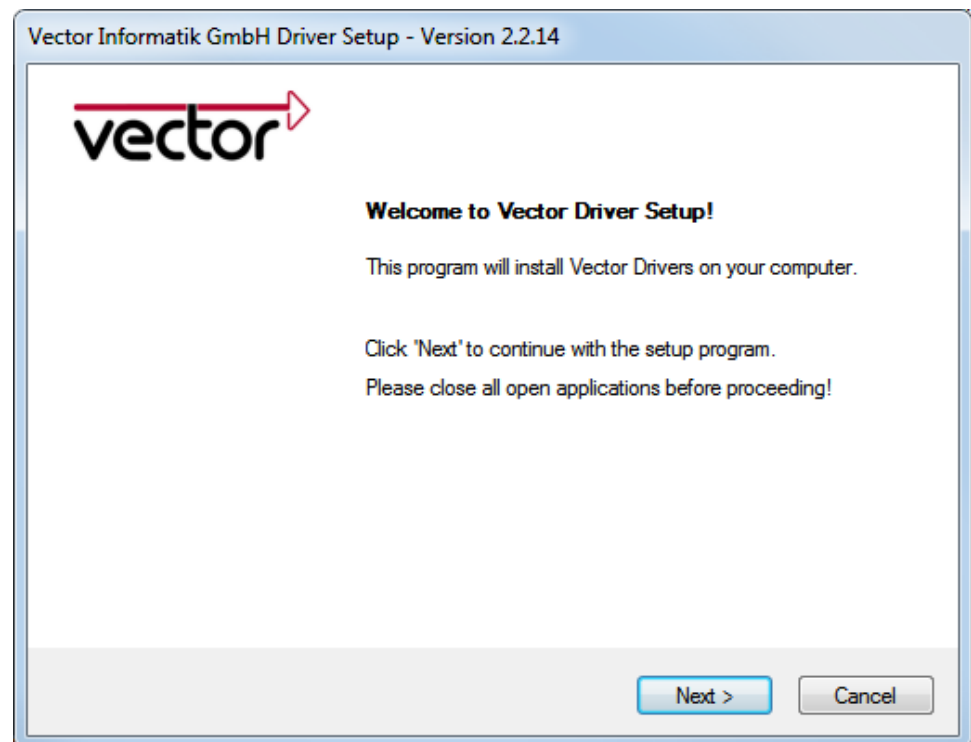 Vector Informatik GmbH Driver Setup - Version 2.2.14
vector
Welcome to Vector Driver Setup!
This program will install Vector Drivers on your computer.
Click 'Next' to continue with the setup program.
Please close all open applications before proceeding!
Next >
Cancel